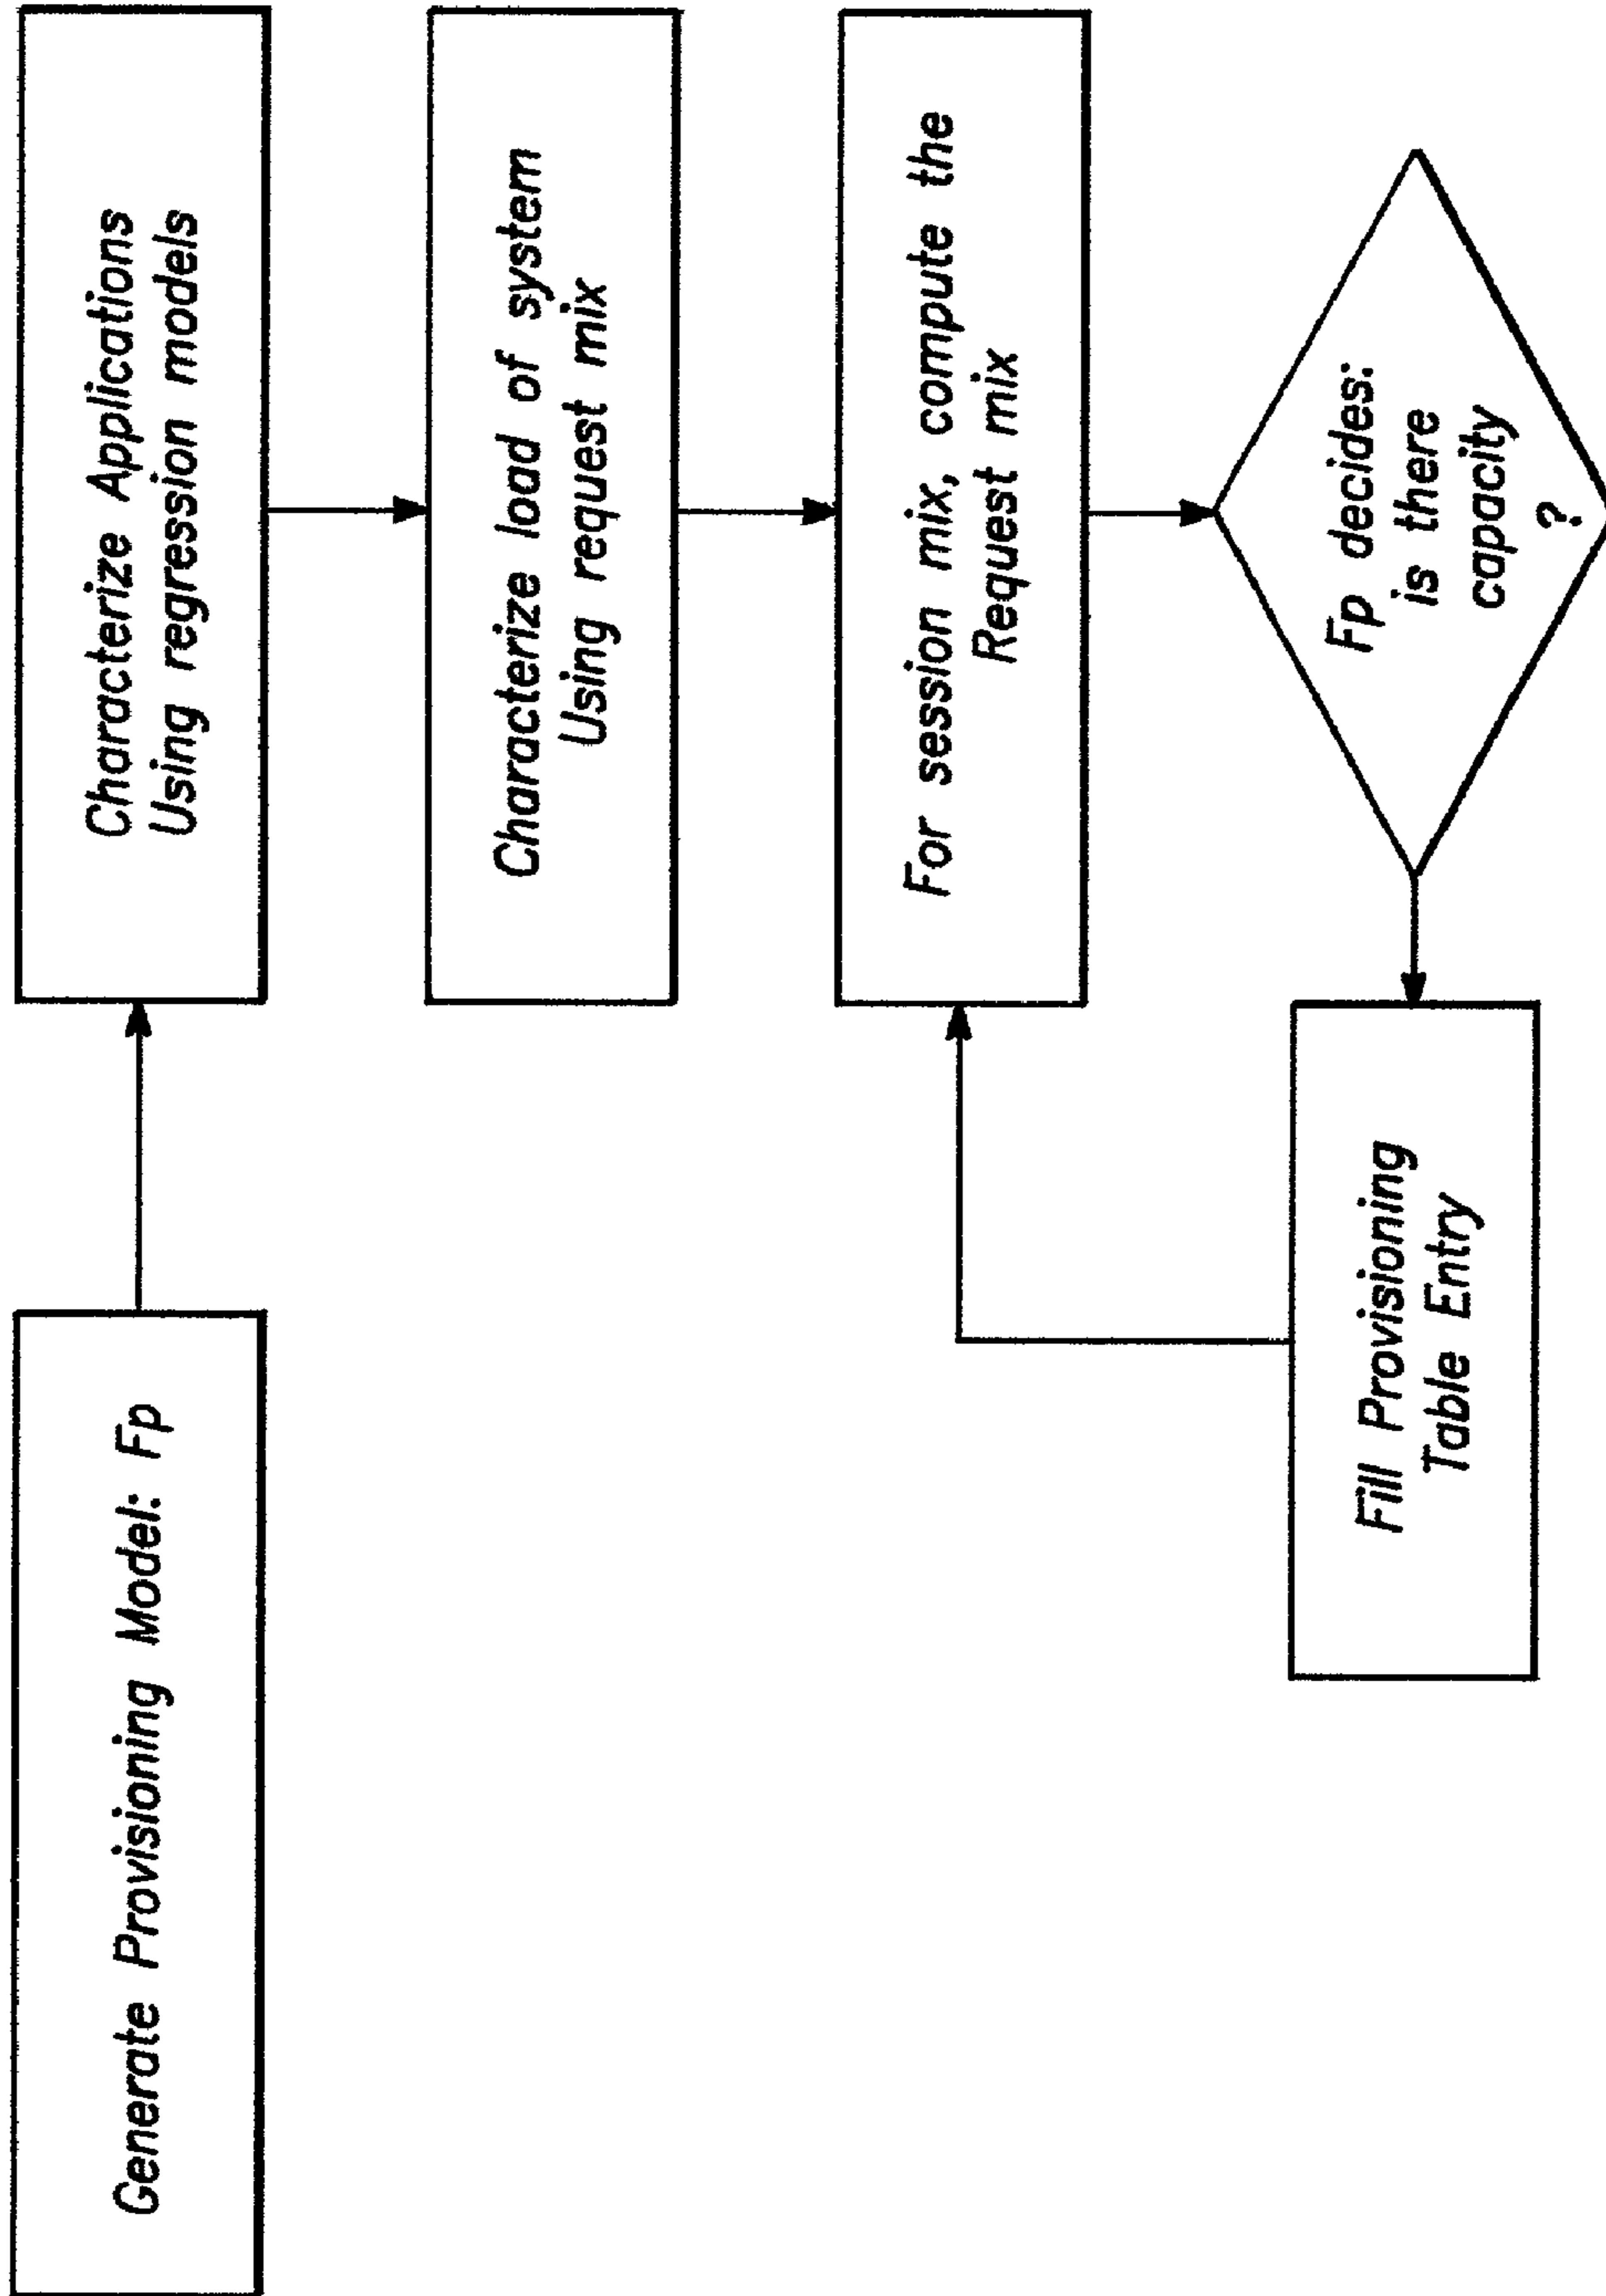 Generate Provisioning Model: Fp
Characterize Applications
Using regression models
Characterize load of system
Using request mix
For session mix, compute the
Request mix
Fp decides:
is there
capacity
?
Fill Provisioning
Table Entry